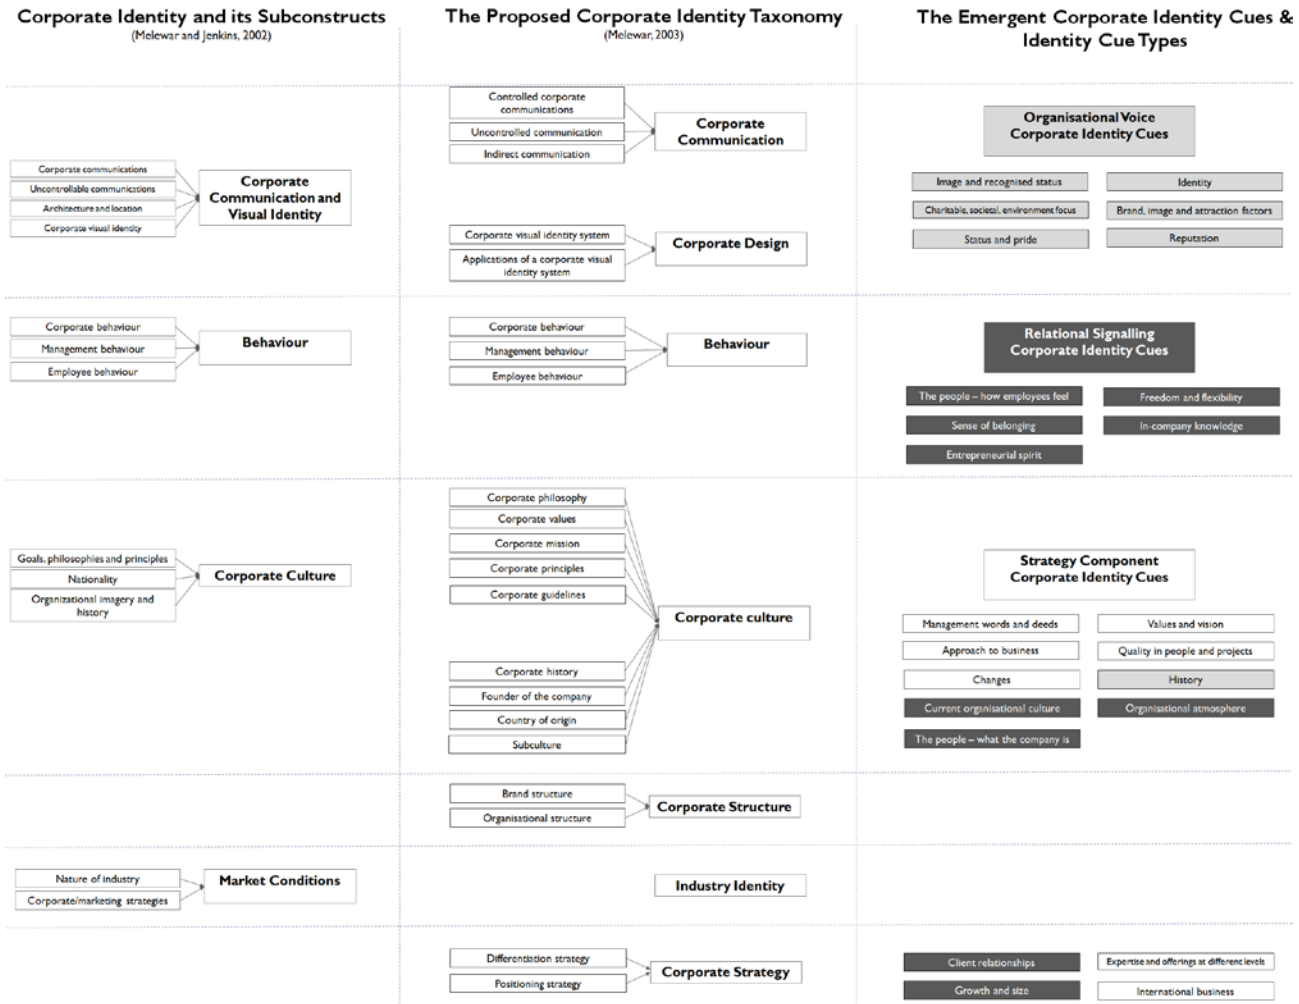 Corporate Identity and its Subconstructs
(Melewar and Jenkins, 2002)
The Proposed Corporate Identity Taxonomy
(Melewar, 2003)
The Emergent Corporate Identity Cues &
Identity Cue Types
Corporate communications
Uncontrollable communications
Architecture and location
Corporate visual identity
Corporate
Communication and
Visual Identity
Controlled corporate
communications
Uncontrolled communication
Indirect communication
Corporate
Communication
Corporate visual identity system
Applications of a corporate visual
identity system
Corporate Design
Organisational Voice
Corporate Identity Cues
Image and recognised status
Identity
Charitable, societal, environment focus
Brand, image and attraction factors
Status and pride
Reputation
Corporate behaviour
Management behaviour
Employee behaviour
Behaviour
Corporate behaviour
Management behaviour
Employee behaviour
Behaviour
Relational Signalling
Corporate Identity Cues
The people – how employees feel
Freedom and flexibility
Sense of belonging
In-company knowledge
Entrepreneurial spirit
Goals, philosophies and principles
Nationality
Organizational imagery and
history
Corporate Culture
Corporate philosophy
Corporate values
Corporate mission
Corporate principles
Corporate guidelines
Corporate history
Founder of the company
Country of origin
Subculture
Corporate culture
Strategy Component
Corporate Identity Cues
Management words and deeds
Values and vision
Approach to business
Quality in people and projects
Changes
History
Current organisational culture
Organisational atmosphere
The people – what the company is
Brand structure
Organisational structure
Corporate Structure
Nature of industry
Corporate/marketing strategies
Market Conditions
Industry Identity
Differentiation strategy
Positioning strategy
Corporate Strategy
Client relationships
Expertise and offerings at different levels
Growth and size
International business